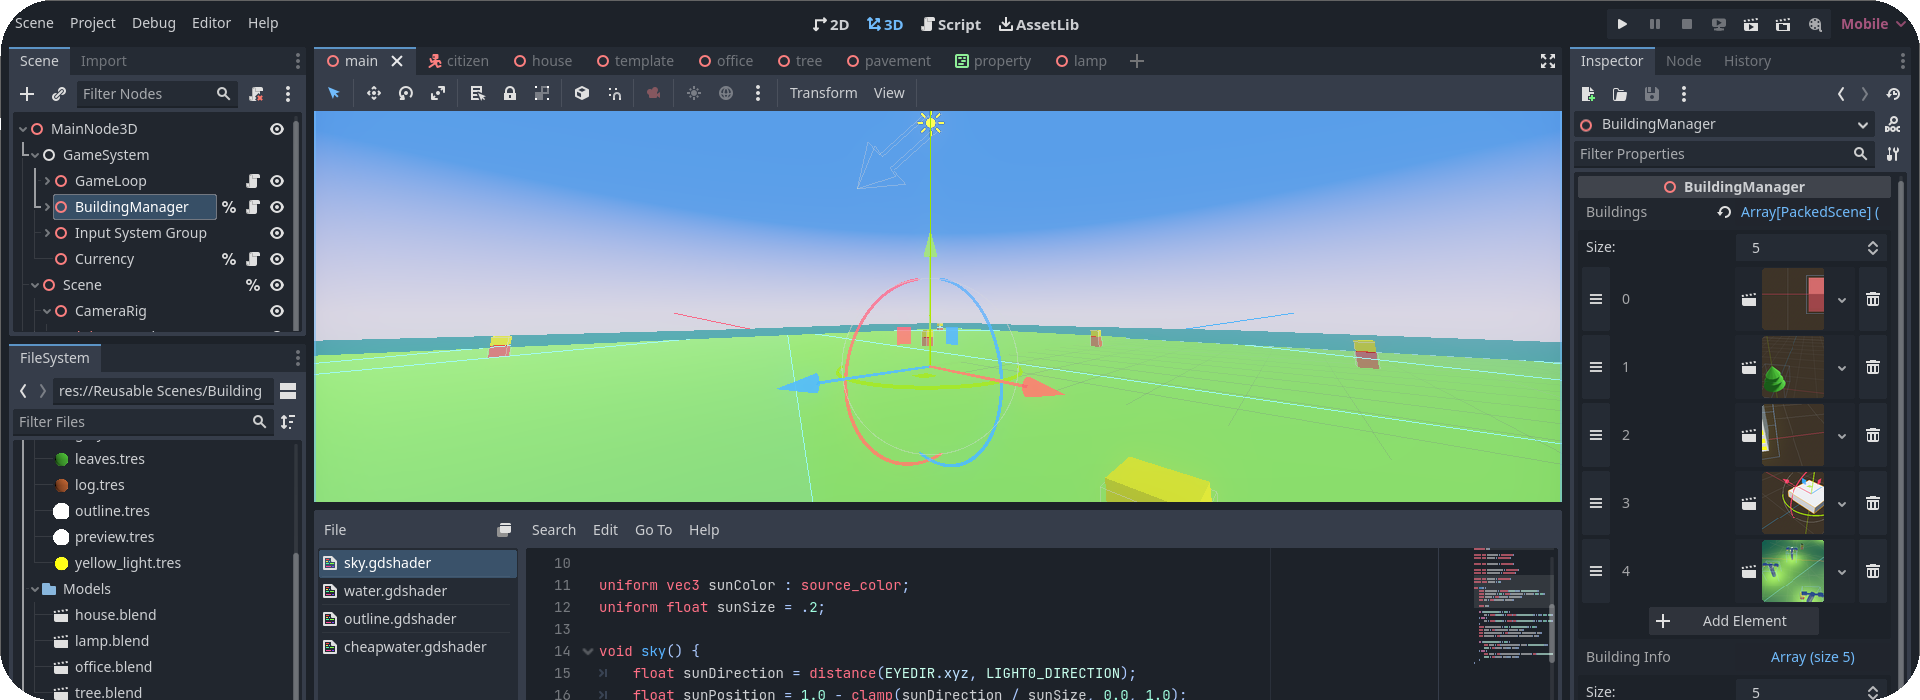 Scene Project Debug Editor Help
2D 3D Script AssetLib
Mobile
Scene Import
Filter Nodes
MainNode3D
GameSystem
GameLoop
BuildingManager %
Input System Group
Currency %
Scene %
CameraRig
FileSystem
res://Reusable Scenes/Building
Filter Files
leaves.tres
log.tres
outline.tres
preview.tres
yellow_light.tres
Models
house.blend
lamp.blend
office.blend
tree.blend
main citizen house template office tree pavement property lamp
Transform View
File
sky.gdshader
water.gdshader
outline.gdshader
cheapwater.gdshader
Search Edit Go To Help
10
11 uniform vec3 sunColor : source_color;
12 uniform float sunSize = .2;
13
14 void sky() {
15 float sunDirection = distance(EYEDIR.xyz, LIGHT0_DIRECTION);
16 float sunPosition = 1.0 - clamp(sunDirection / sunSize, 0.0, 1.0);
Inspector Node History
BuildingManager
DOC
Filter Properties
BuildingManager
Buildings Array[PackedScene] (
Size: 5
0
1
2
3
4
Add Element
Building Info Array (size 5)
Size: 5